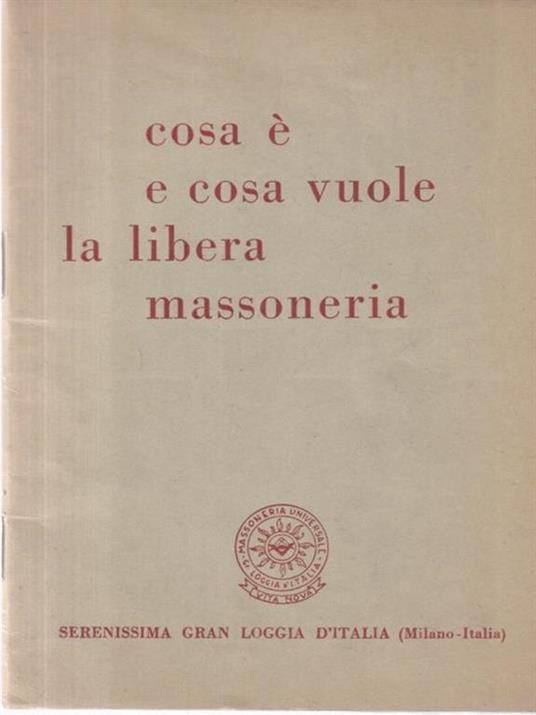 cosa è
e cosa vuole
la libera
massoneria
MASSONERIA UNIVERSALE
G. LOGGIA D'ITALIA
VITA NOVA
SERENISSIMA GRAN LOGGIA D'ITALIA (Milano-Italia)